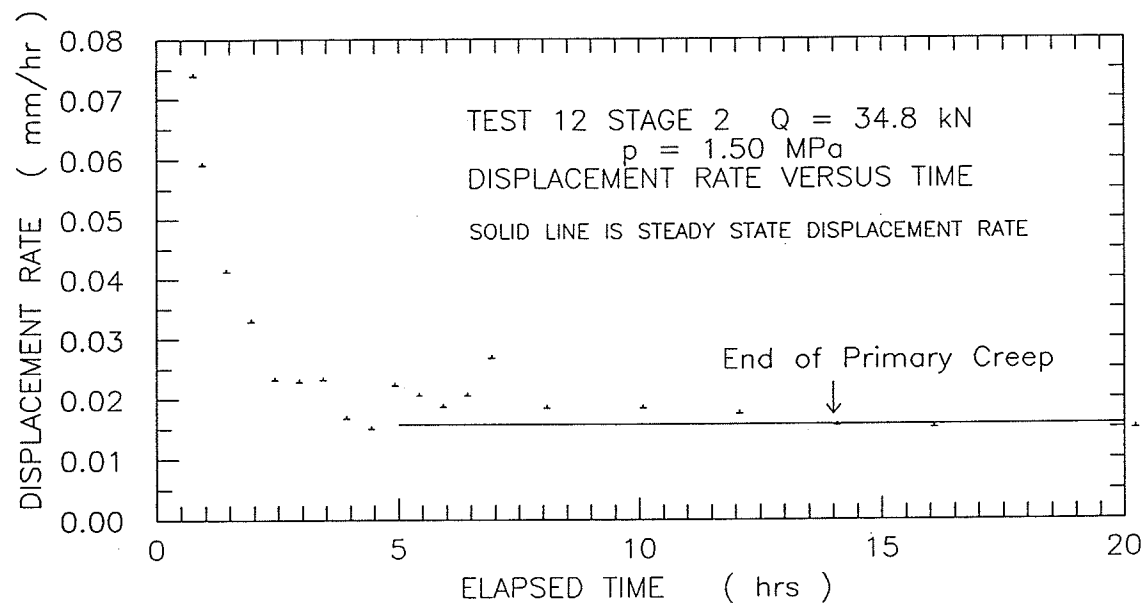 DISPLACEMENT RATE ( mm/hr )
0.08
0.07
0.06
0.05
0.04
0.03
0.02
0.01
0.00
TEST 12 STAGE 2 Q = 34.8 kN
p = 1.50 MPa
DISPLACEMENT RATE VERSUS TIME
SOLID LINE IS STEADY STATE DISPLACEMENT RATE
End of Primary Creep
0 5 10 15 20
ELAPSED TIME ( hrs )